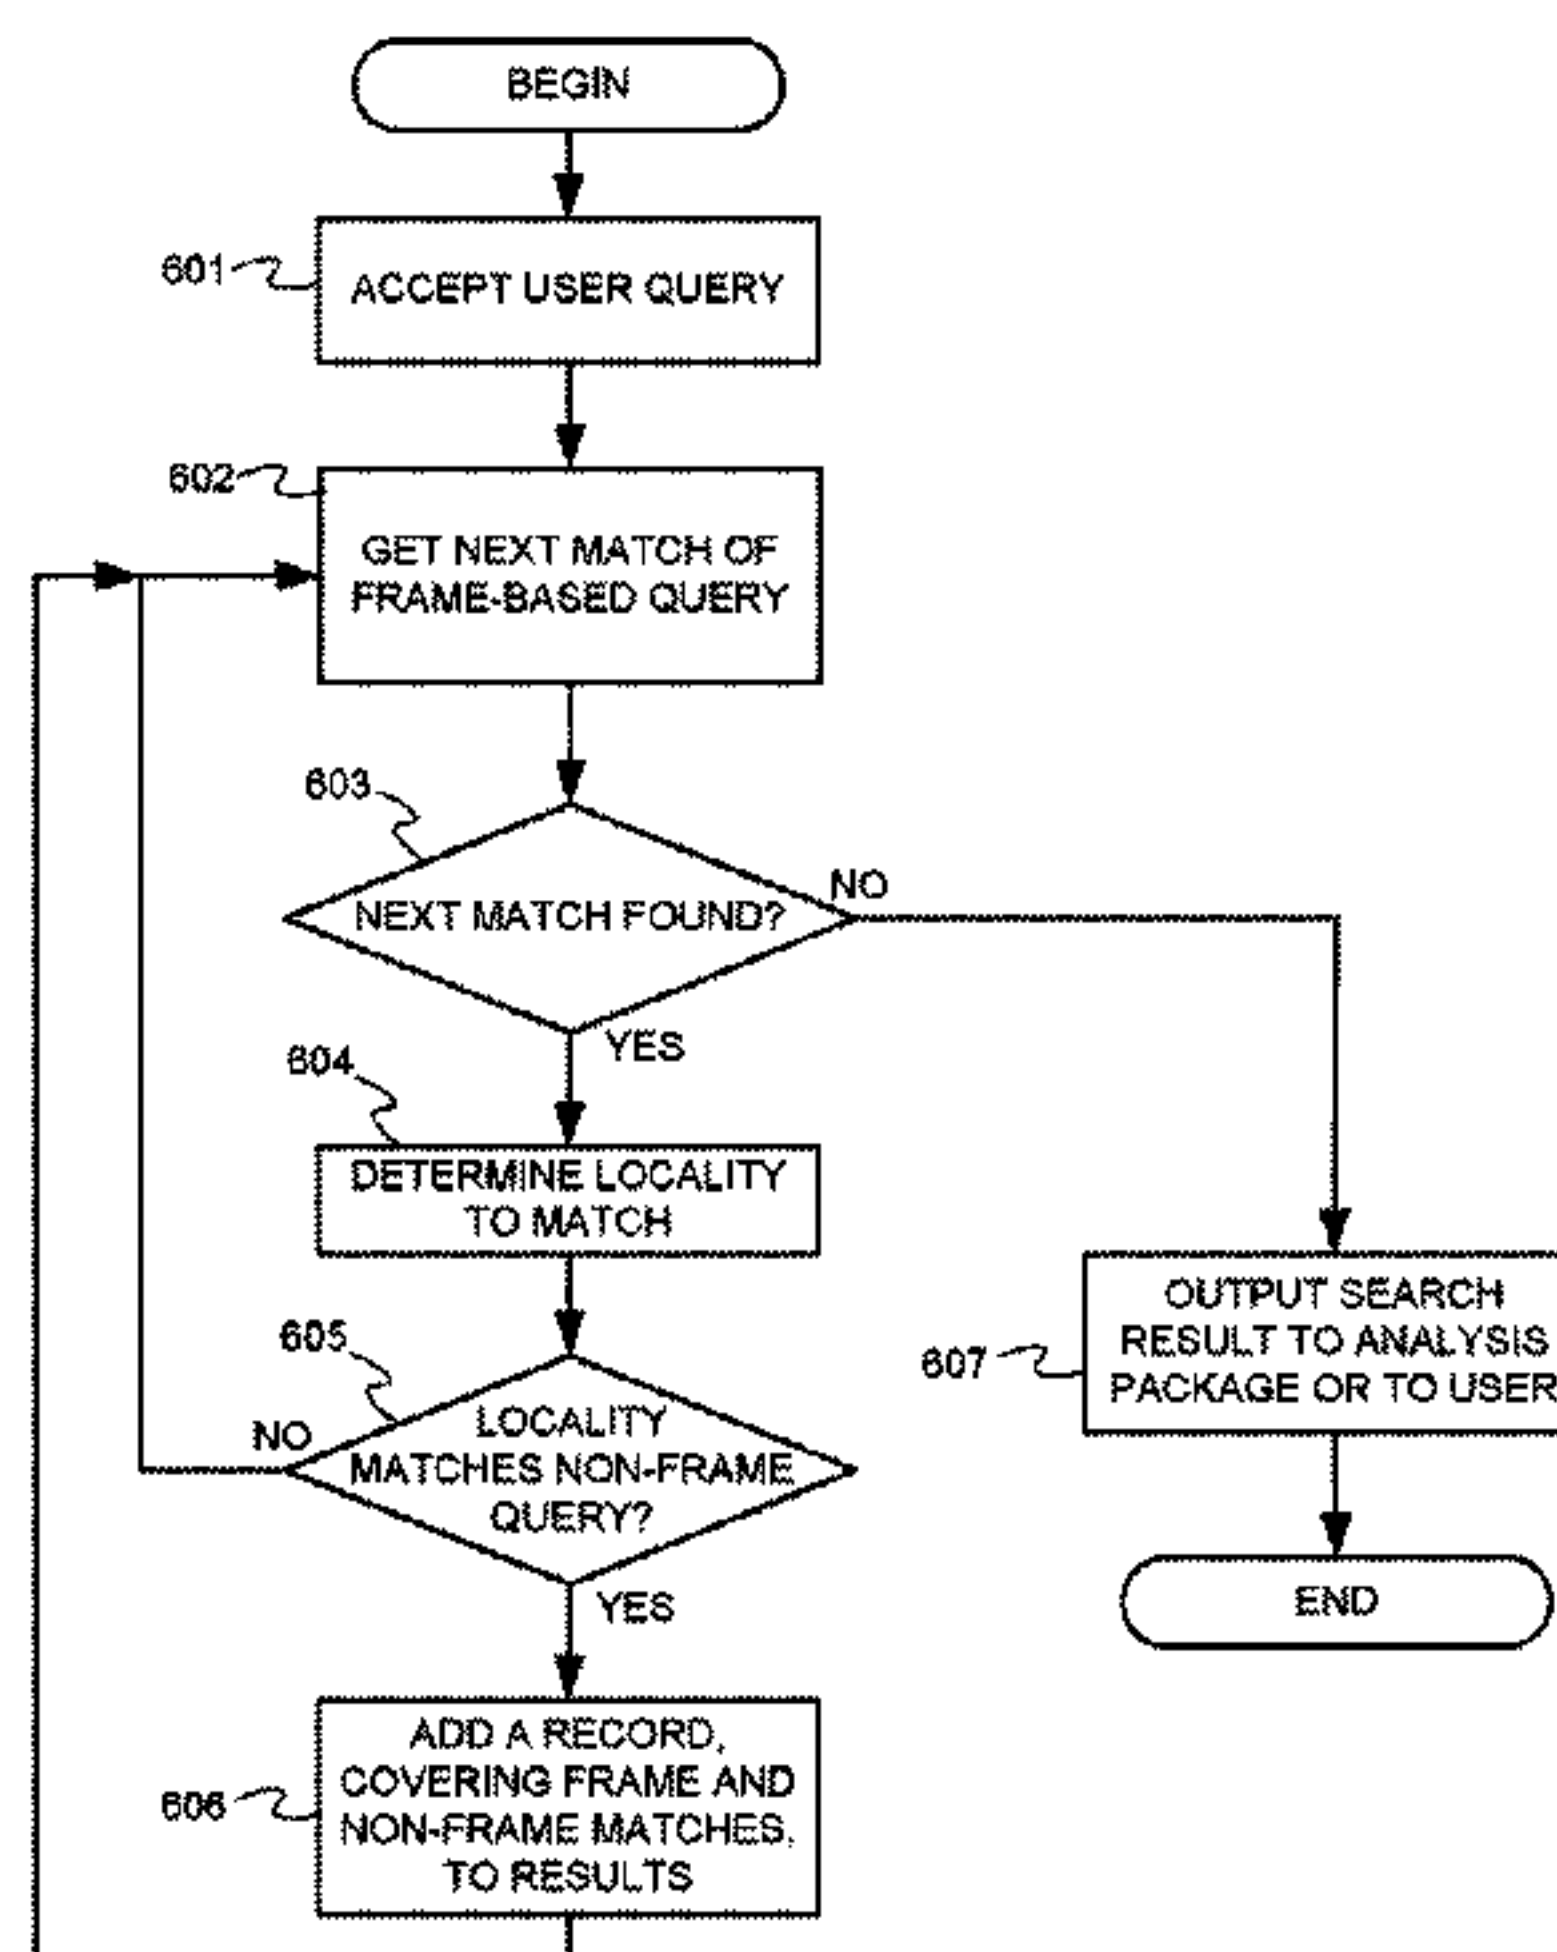 BEGIN
601
ACCEPT USER QUERY
602
GET NEXT MATCH OF
FRAME-BASED QUERY
603
NEXT MATCH FOUND?
NO
YES
604
DETERMINE LOCALITY
TO MATCH
605
LOCALITY
MATCHES NON-FRAME
QUERY?
NO
YES
606
ADD A RECORD,
COVERING FRAME AND
NON-FRAME MATCHES,
TO RESULTS
607
OUTPUT SEARCH
RESULT TO ANALYSIS
PACKAGE OR TO USER
END